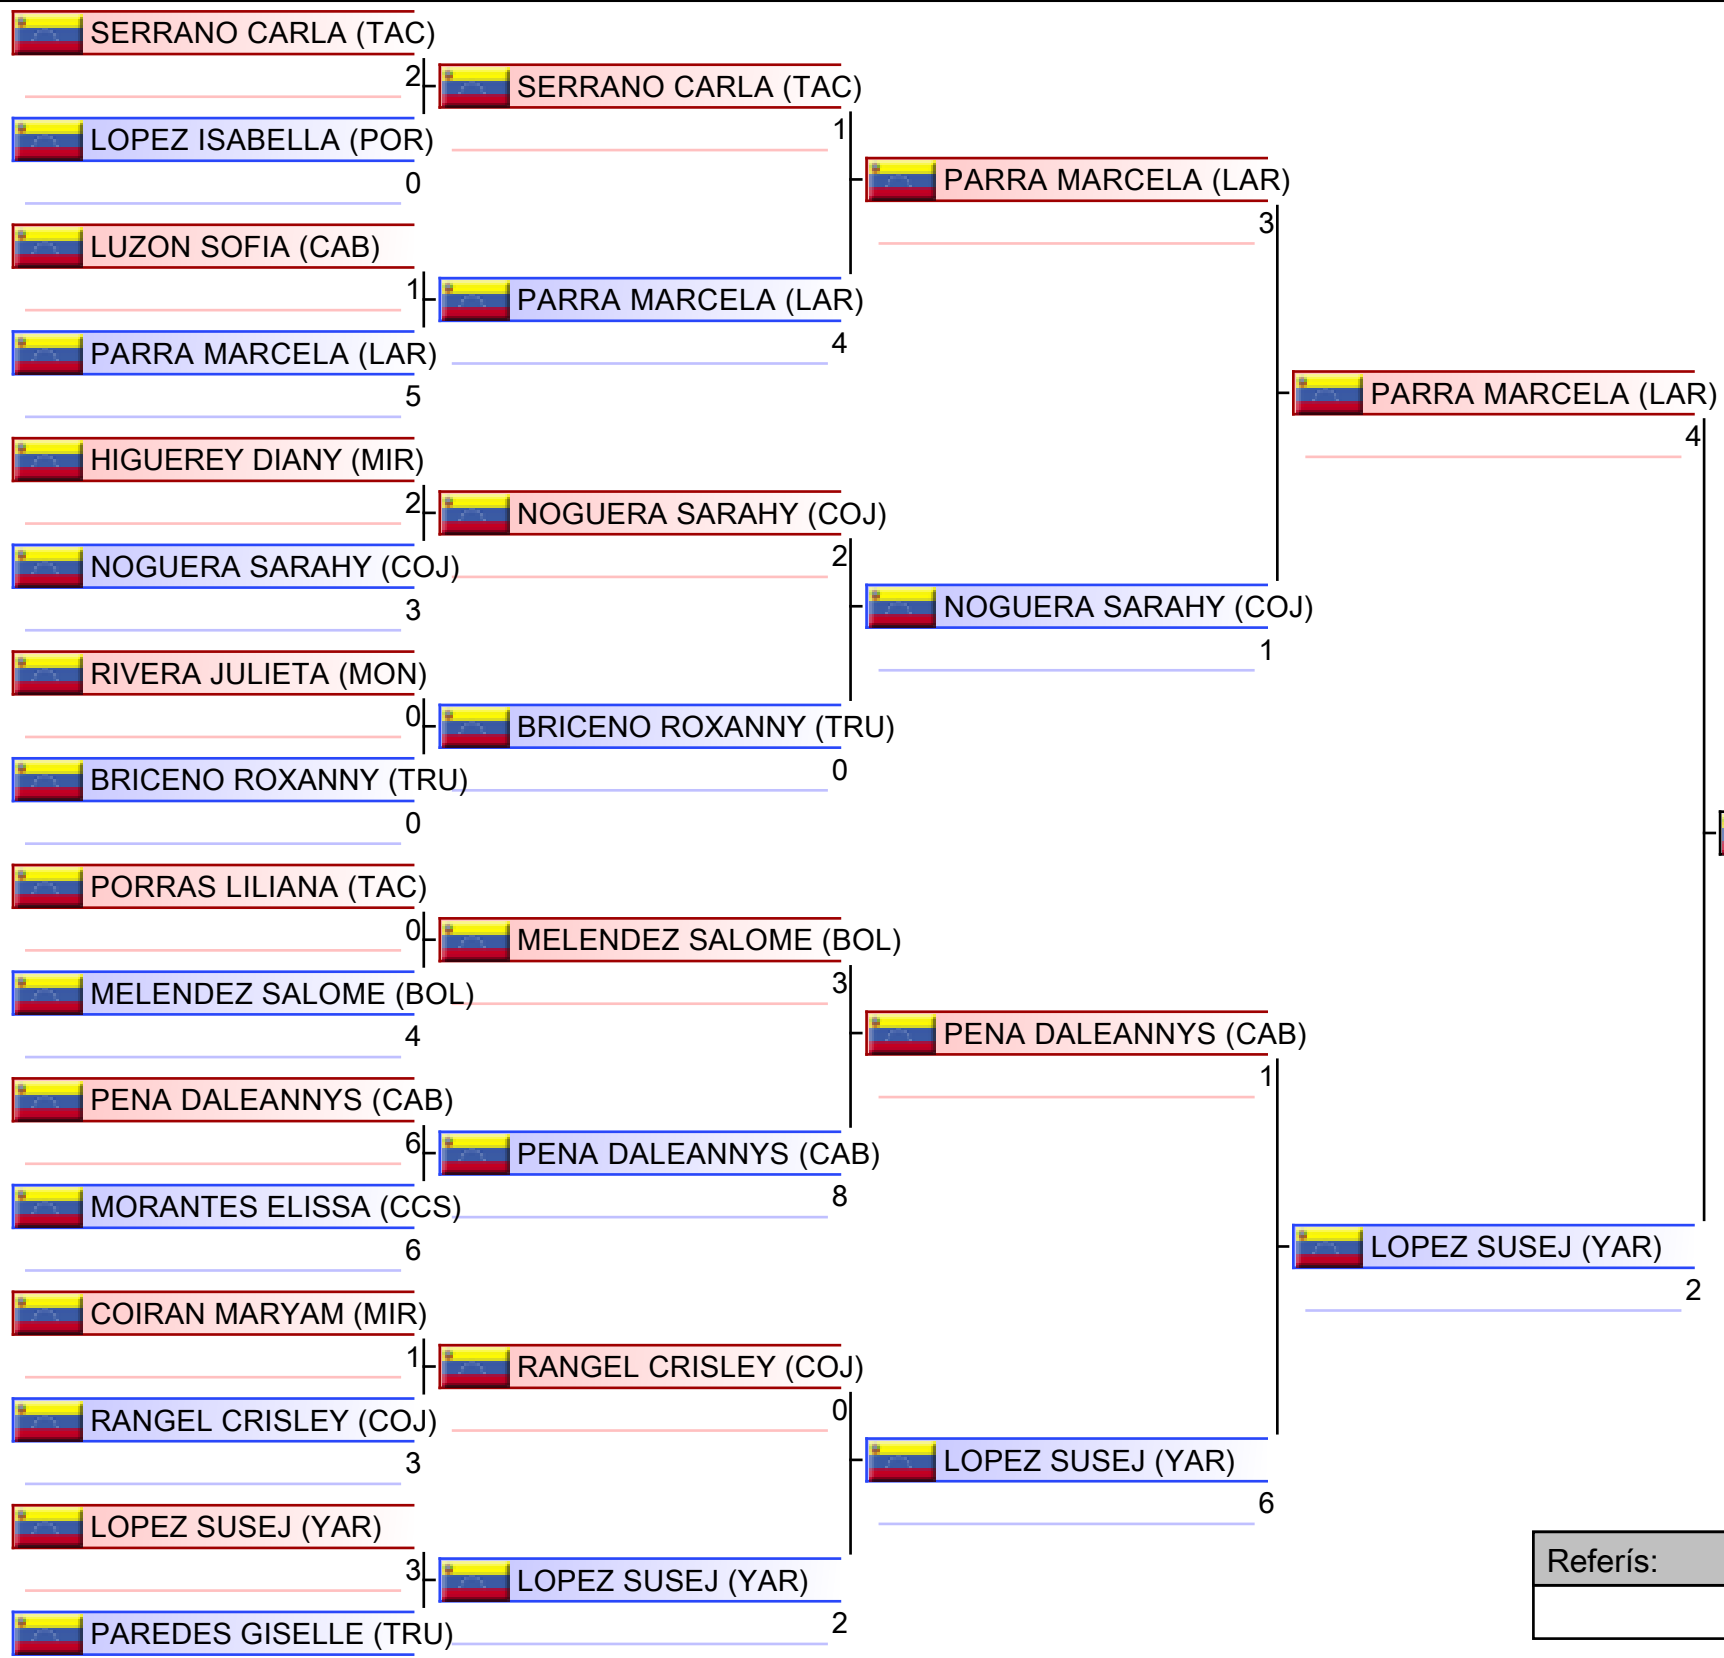 SERRANO CARLA (TAC)
2
LOPEZ ISABELLA (POR)
0
LUZON SOFIA (CAB)
1
PARRA MARCELA (LAR)
5
HIGUEREY DIANY (MIR)
2
NOGUERA SARAHY (COJ)
3
RIVERA JULIETA (MON)
0
BRICENO ROXANNY (TRU)
0
PORRAS LILIANA (TAC)
0
MELENDEZ SALOME (BOL)
4
PENA DALEANNYS (CAB)
6
MORANTES ELISSA (CCS)
6
COIRAN MARYAM (MIR)
1
RANGEL CRISLEY (COJ)
3
LOPEZ SUSEJ (YAR)
3
PAREDES GISELLE (TRU)
SERRANO CARLA (TAC)
1
PARRA MARCELA (LAR)
4
NOGUERA SARAHY (COJ)
2
BRICENO ROXANNY (TRU)
0
MELENDEZ SALOME (BOL)
3
PENA DALEANNYS (CAB)
8
RANGEL CRISLEY (COJ)
0
LOPEZ SUSEJ (YAR)
2
PARRA MARCELA (LAR)
3
NOGUERA SARAHY (COJ)
1
PENA DALEANNYS (CAB)
1
LOPEZ SUSEJ (YAR)
6
PARRA MARCELA (LAR)
4
LOPEZ SUSEJ (YAR)
2
Referís: